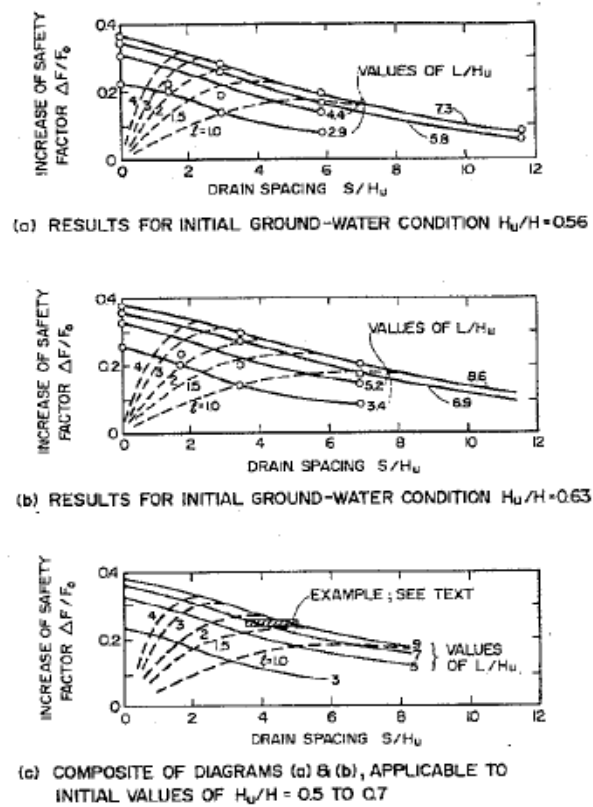 INCREASE OF SAFETY
FACTOR ΔF/F₀
0.4
0.2
0
4
3
2
1.5
l=1.0
VALUES OF L/Hᵤ
7.3
4.4
5.8
2.9
0 2 4 6 8 10 12
DRAIN SPACING S/Hᵤ
(a) RESULTS FOR INITIAL GROUND-WATER CONDITION Hᵤ/H=0.56
INCREASE OF SAFETY
FACTOR ΔF/F₀
0.4
0.2
0
4
3
2
1.5
l=1.0
VALUES OF L/Hᵤ
8.6
5.2
6.9
3.4
0 2 4 6 8 10 12
DRAIN SPACING S/Hᵤ
(b) RESULTS FOR INITIAL GROUND-WATER CONDITION Hᵤ/H=0.63
INCREASE OF SAFETY
FACTOR ΔF/F₀
0.4
0.2
0
4
3
2
1.5
l=1.0
EXAMPLE; SEE TEXT
9
7
5
3
VALUES
OF L/Hᵤ
0 2 4 6 8 10 12
DRAIN SPACING S/Hᵤ
(c) COMPOSITE OF DIAGRAMS (a) & (b), APPLICABLE TO
INITIAL VALUES OF Hᵤ/H = 0.5 TO 0.7